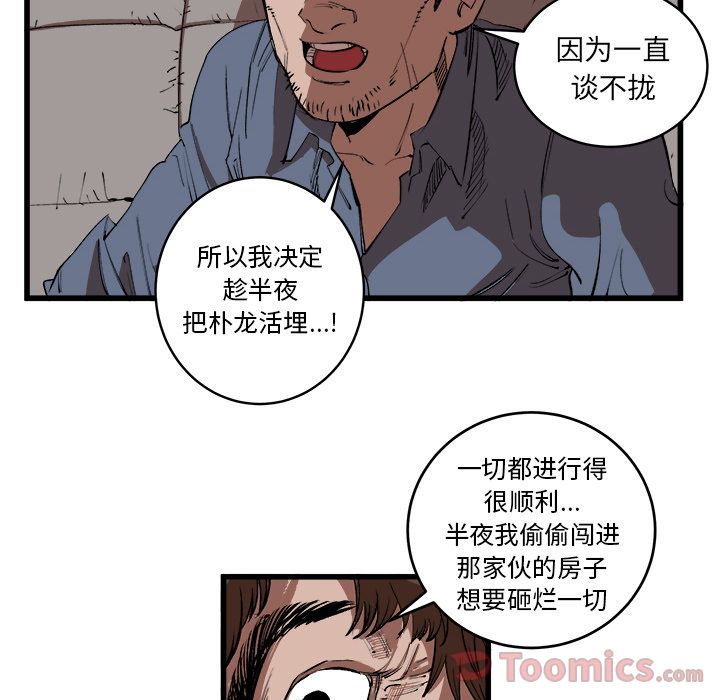 因为一直
谈不拢
所以我决定
趁半夜
把朴龙活埋...!
一切都进行得
很顺利...
半夜我偷偷闯进
那家伙的房子
想要砸烂一切
Toomics.com